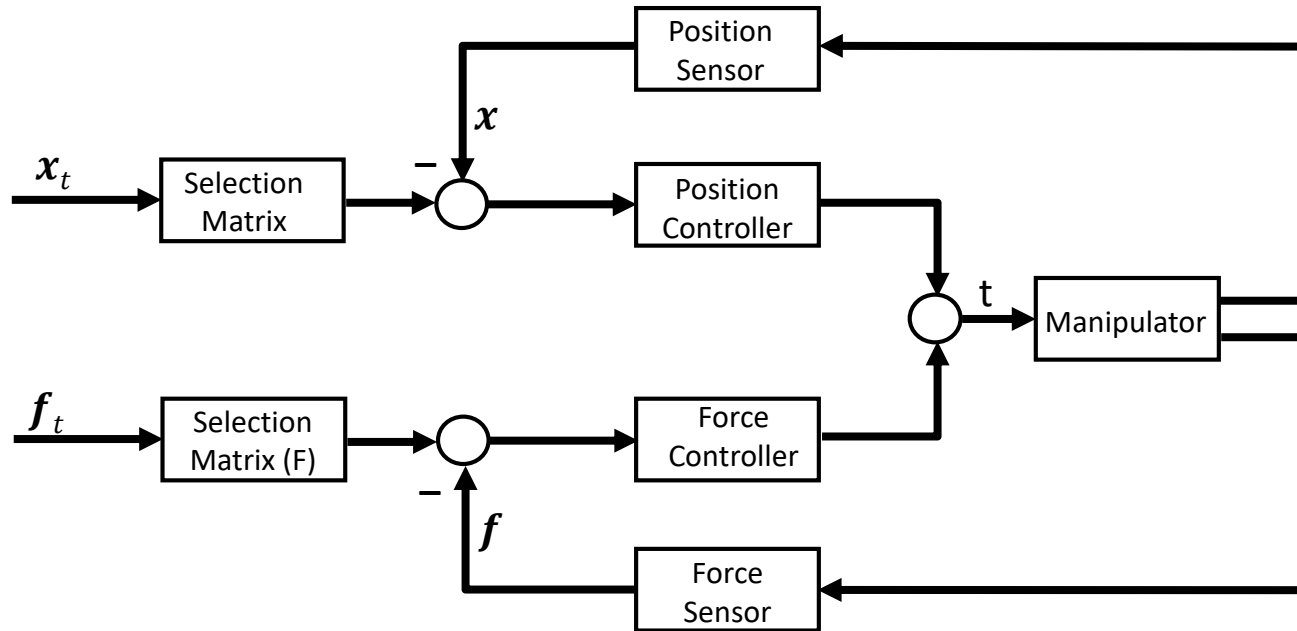 Position
Sensor
x
−
x_t
Selection
Matrix
Position
Controller
t
Manipulator
f_t
Selection
Matrix (F)
Force
Controller
−
f
Force
Sensor